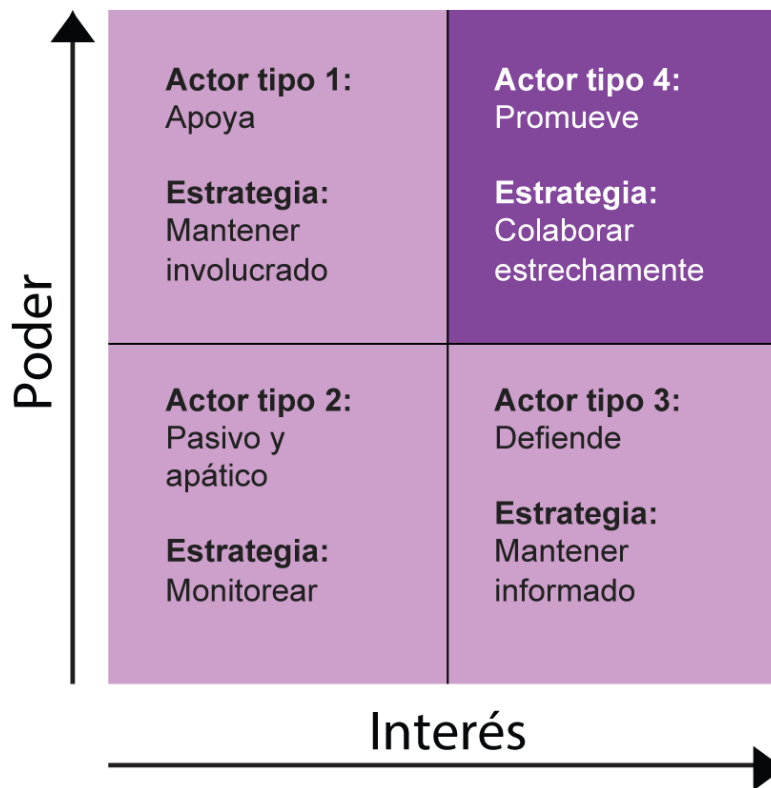 Poder
Actor tipo 1:
Apoya
Estrategia:
Mantener
involucrado
Actor tipo 4:
Promueve
Estrategia:
Colaborar
estrechamente
Actor tipo 2:
Pasivo y
apático
Estrategia:
Monitorear
Actor tipo 3:
Defiende
Estrategia:
Mantener
informado
Interés